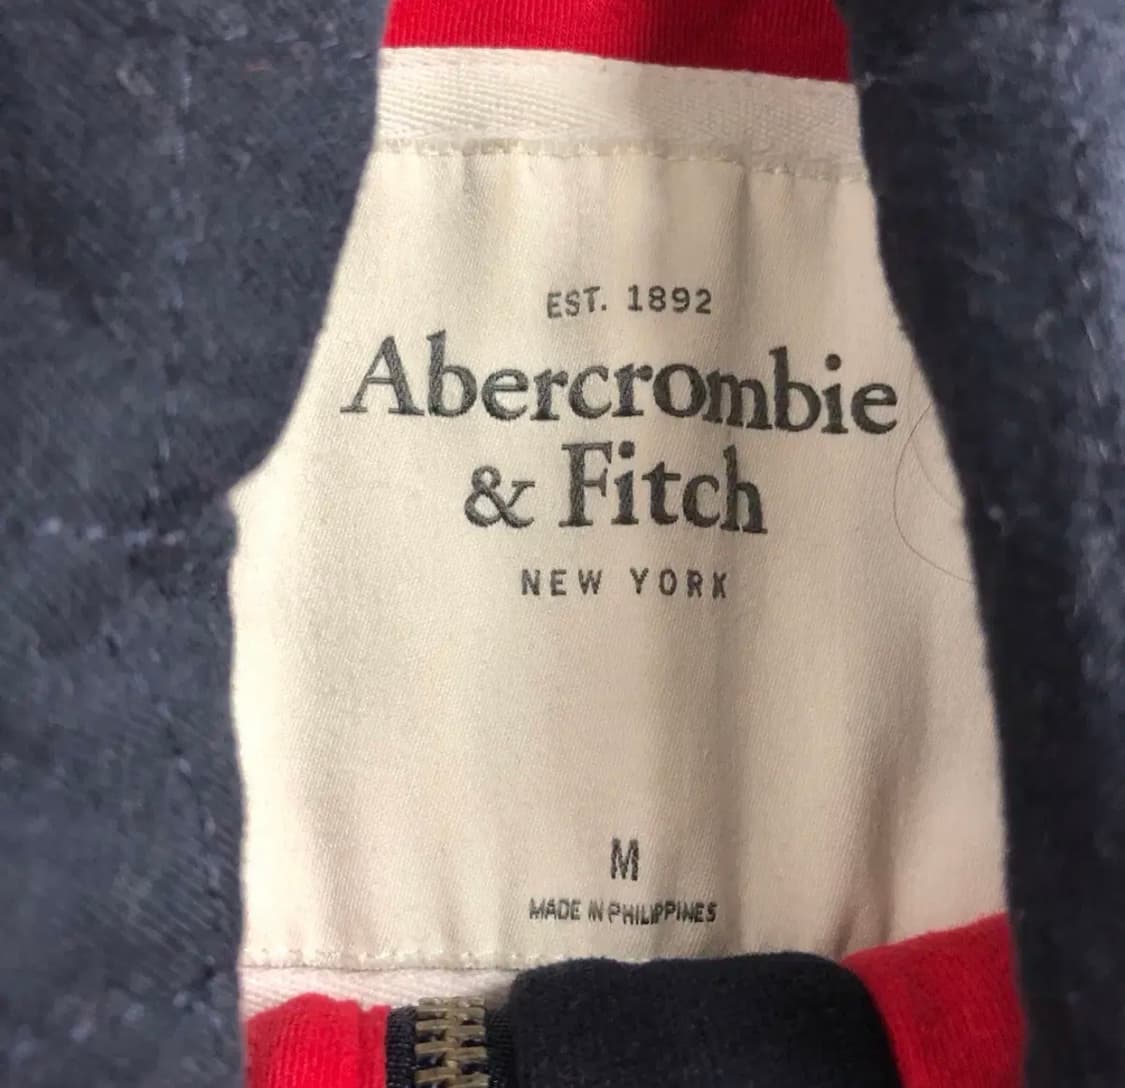 EST. 1892
Abercrombie
& Fitch
NEW YORK
M
MADE IN PHILIPPINES